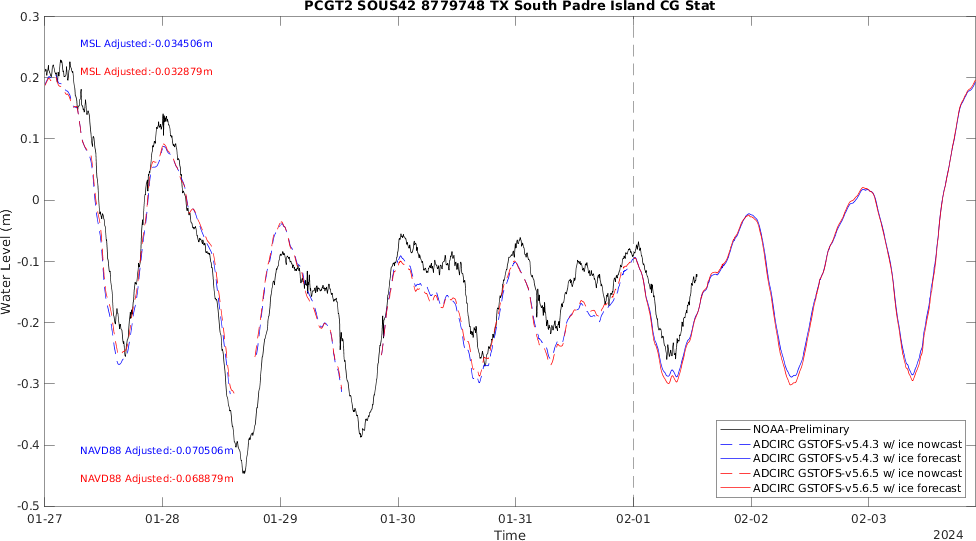 PCGT2 SOUS42 8779748 TX South Padre Island CG Stat
MSL Adjusted:-0.034506m
MSL Adjusted:-0.032879m
NAVD88 Adjusted:-0.070506m
NAVD88 Adjusted:-0.068879m
Water Level (m)
0.3
0.2
0.1
0
-0.1
-0.2
-0.3
-0.4
-0.5
NOAA-Preliminary
ADCIRC GSTOFS-v5.4.3 w/ ice nowcast
ADCIRC GSTOFS-v5.4.3 w/ ice forecast
ADCIRC GSTOFS-v5.6.5 w/ ice nowcast
ADCIRC GSTOFS-v5.6.5 w/ ice forecast
01-27 01-28 01-29 01-30 01-31 02-01 02-02 02-03
Time
2024